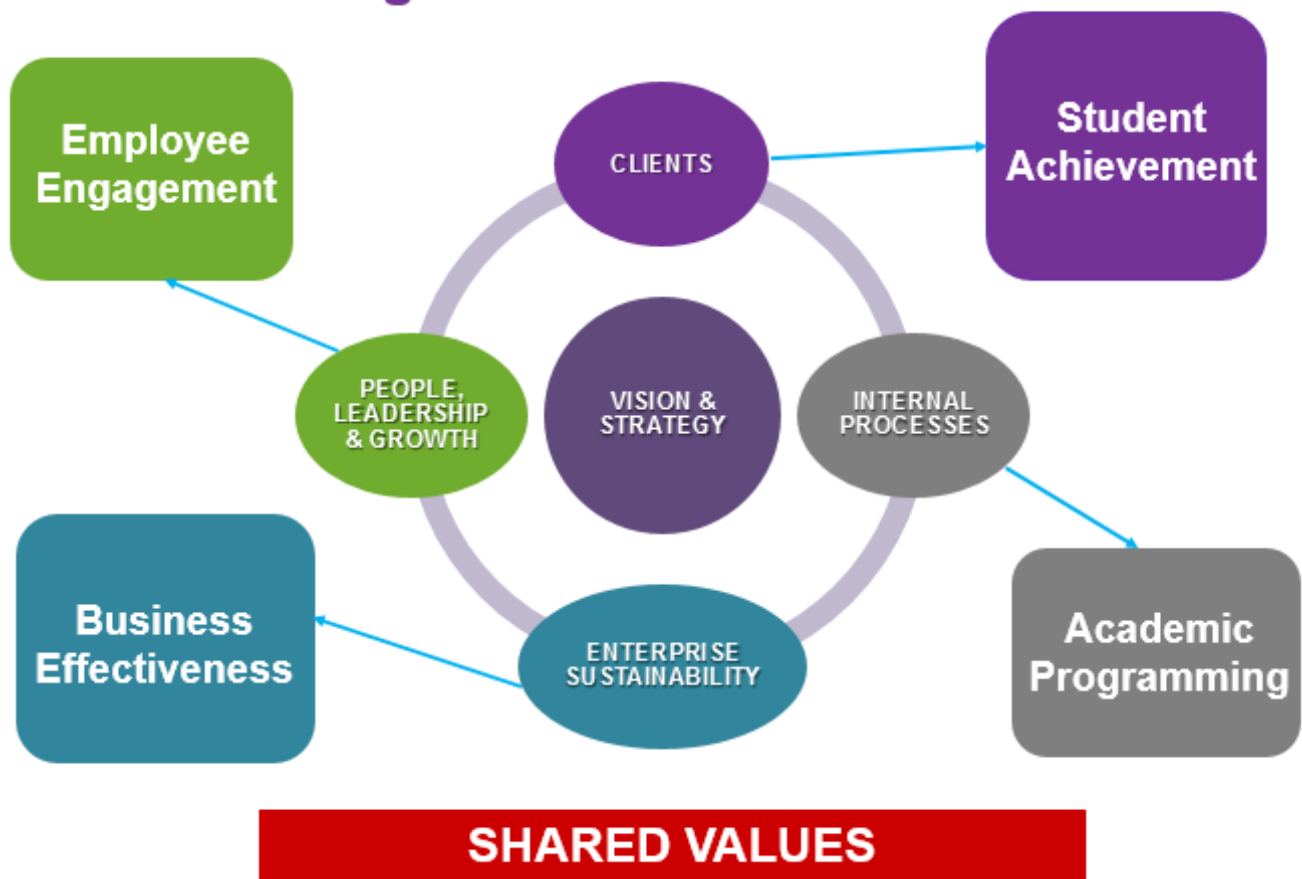 Employee
Engagement
CLIENTS
Student
Achievement
PEOPLE,
LEADERSHIP
& GROWTH
VISION &
STRATEGY
INTERNAL
PROCESSES
Business
Effectiveness
ENTERPRISE
SUSTAINABILITY
Academic
Programming
SHARED VALUES